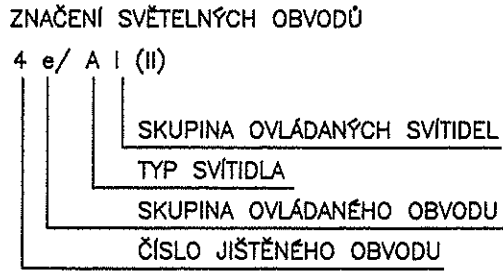 ZNAČENÍ SVĚTELNÝCH OBVODŮ
4 e/ A I (II)
SKUPINA OVLÁDANÝCH SVÍTIDEL
TYP SVÍTIDLA
SKUPINA OVLÁDANÉHO OBVODU
ČÍSLO JIŠTĚNÉHO OBVODU